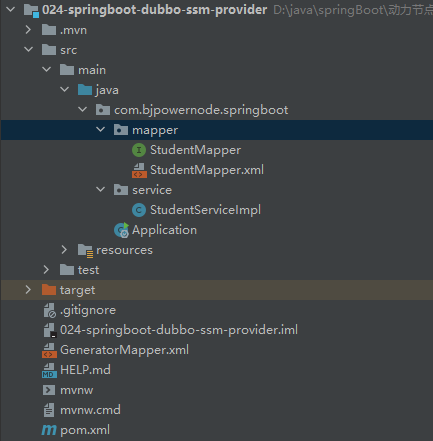 024-springboot-dubbo-ssm-provider D:\java\springBoot\动力节点
.mvn
src
main
java
com.bjpowernode.springboot
mapper
StudentMapper
StudentMapper.xml
service
StudentServiceImpl
Application
resources
test
target
.gitignore
024-springboot-dubbo-ssm-provider.iml
GeneratorMapper.xml
HELP.md
mvnw
mvnw.cmd
pom.xml